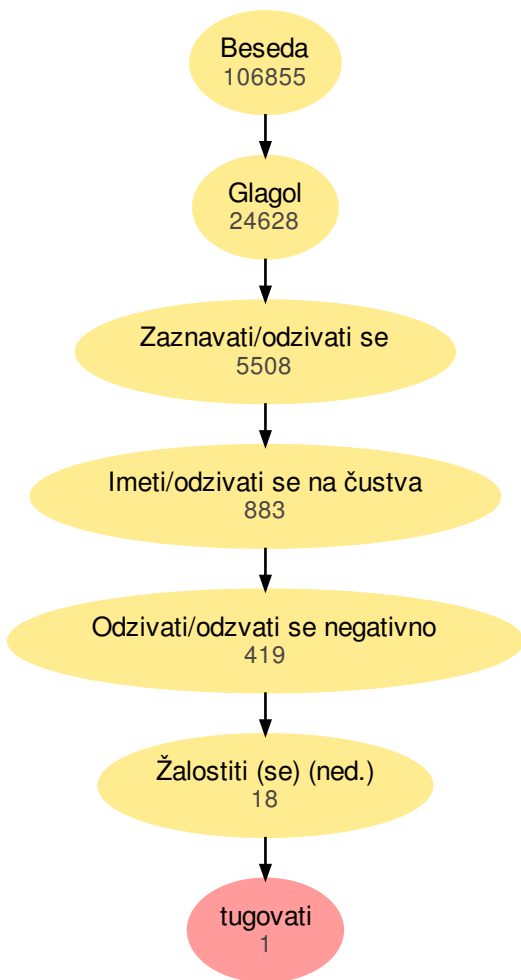 Beseda
106855
Glagol
24628
Zaznavati/odzivati se
5508
Imeti/odzivati se na čustva
883
Odzivati/odzvati se negativno
419
Žalostiti (se) (ned.)
18
tugovati
1